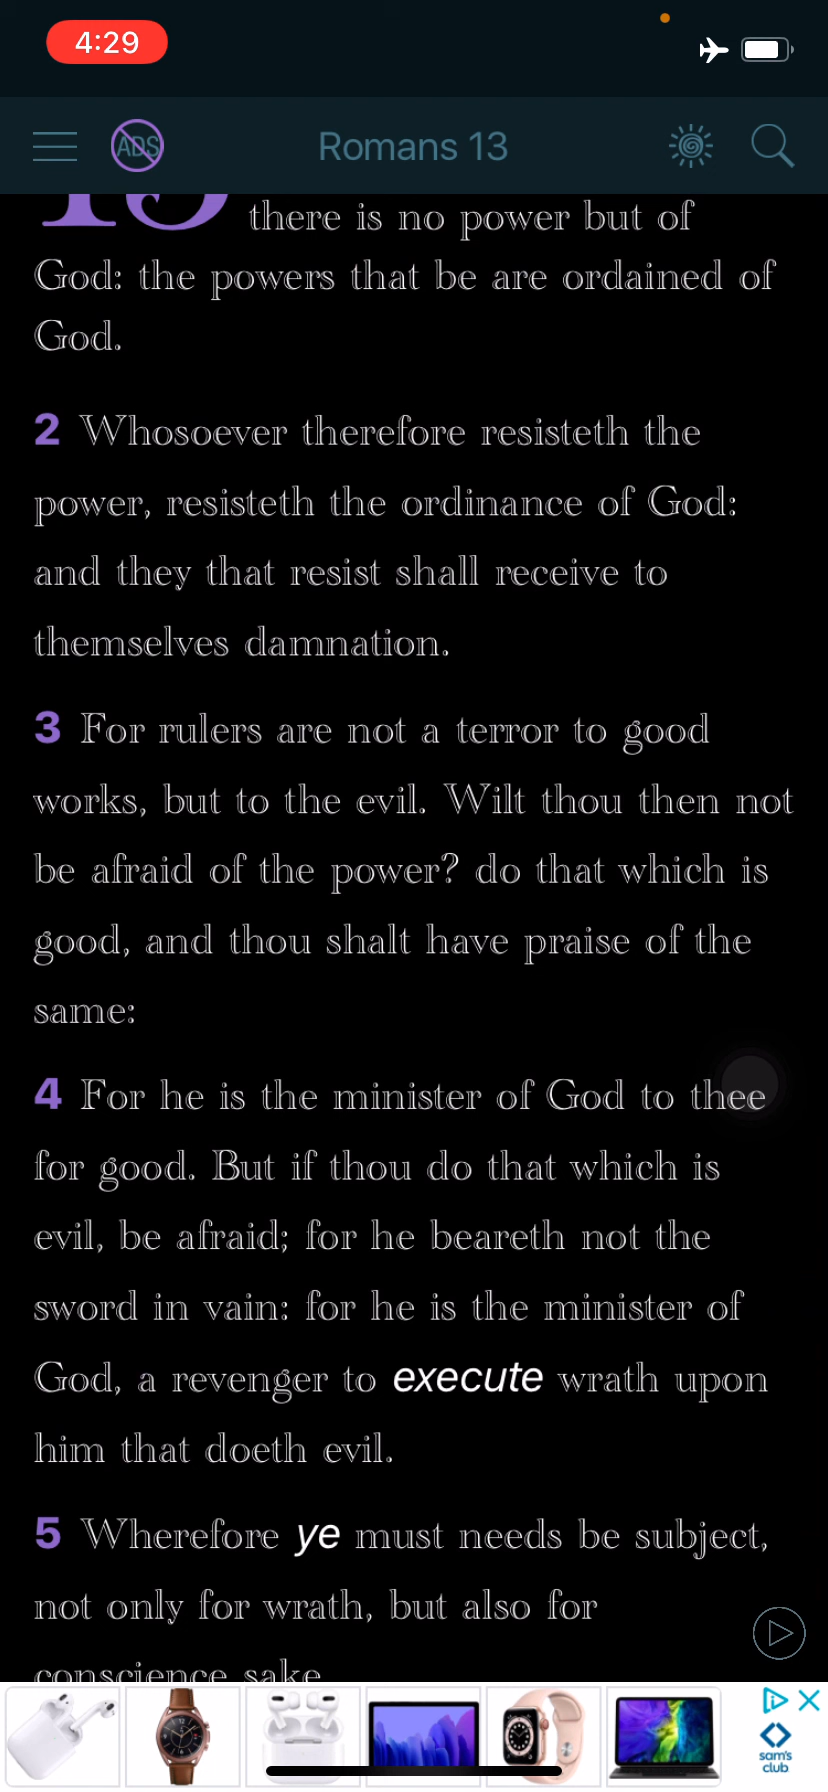 4:29
ADS
Romans 13
13 there is no power but of
God: the powers that be are ordained of
God.
2 Whosoever therefore resisteth the
power, resisteth the ordinance of God:
and they that resist shall receive to
themselves damnation.
3 For rulers are not a terror to good
works, but to the evil. Wilt thou then not
be afraid of the power? do that which is
good, and thou shalt have praise of the
same:
4 For he is the minister of God to thee
for good. But if thou do that which is
evil, be afraid; for he beareth not the
sword in vain: for he is the minister of
God, a revenger to execute wrath upon
him that doeth evil.
5 Wherefore ye must needs be subject,
not only for wrath, but also for
conscience sake
sam's
club